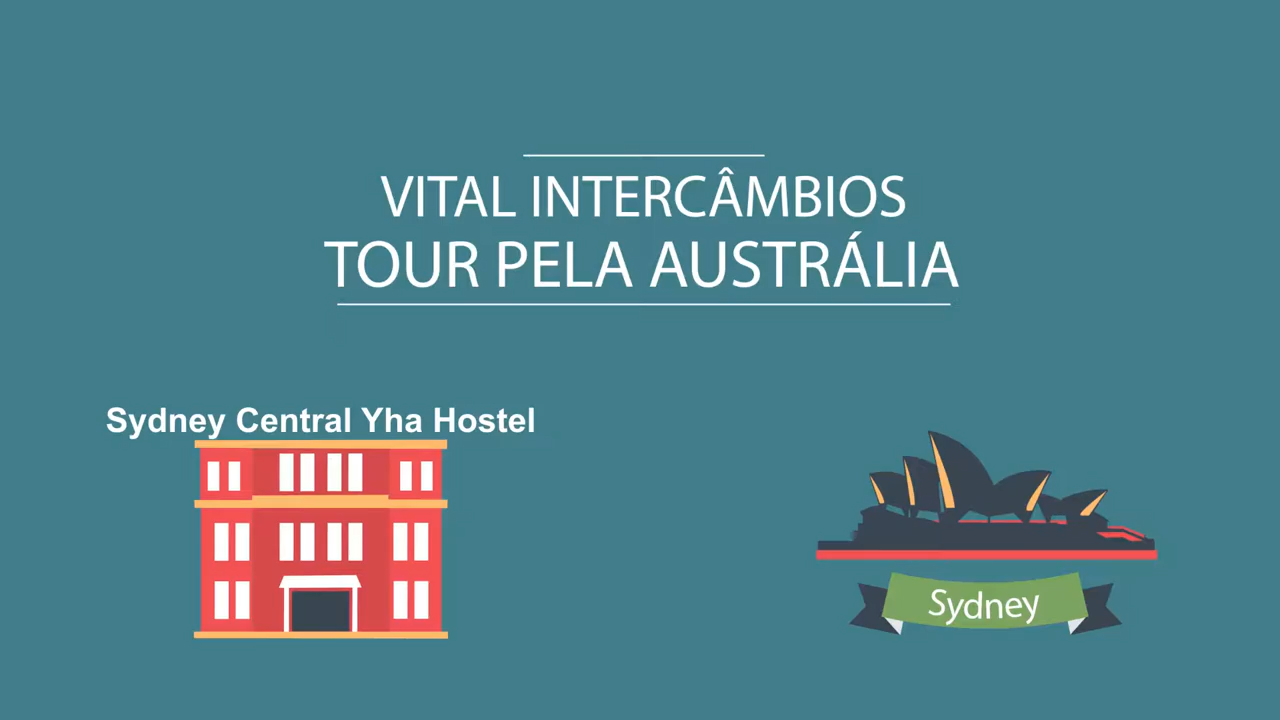 VITAL INTERCÂMBIOS
TOUR PELA AUSTRÁLIA
Sydney Central Yha Hostel
Sydney